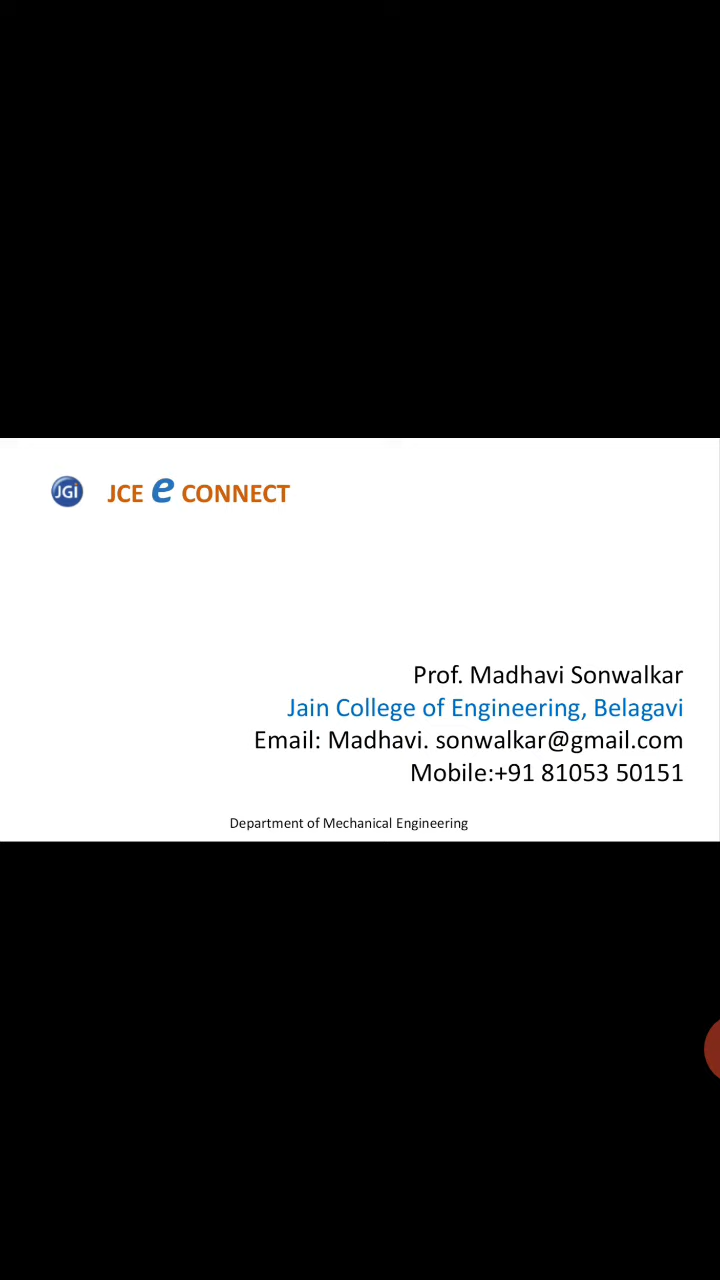 JGi
JCE e CONNECT
Prof. Madhavi Sonwalkar
Jain College of Engineering, Belagavi
Email: Madhavi. sonwalkar@gmail.com
Mobile:+91 81053 50151
Department of Mechanical Engineering